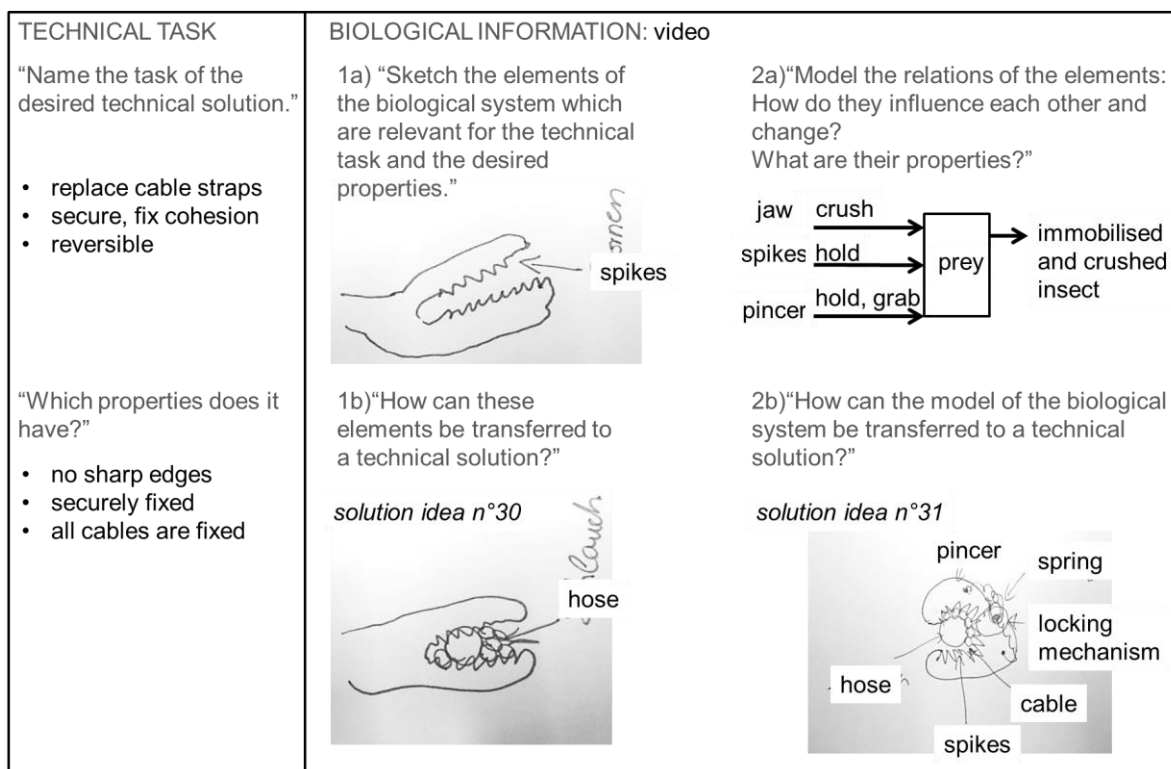 TECHNICAL TASK
“Name the task of the
desired technical solution.”
• replace cable straps
• secure, fix cohesion
• reversible
“Which properties does it
have?”
• no sharp edges
• securely fixed
• all cables are fixed
BIOLOGICAL INFORMATION: video
1a) “Sketch the elements of
the biological system which
are relevant for the technical
task and the desired
properties.”
spikes
2a)“Model the relations of the elements:
How do they influence each other and
change?
What are their properties?”
jaw crush
spikes hold
pincer hold, grab
prey
immobilised
and crushed
insect
1b)“How can these
elements be transferred to
a technical solution?”
solution idea n°30
hose
2b)“How can the model of the biological
system be transferred to a technical
solution?”
solution idea n°31
pincer
spring
locking
mechanism
hose
cable
spikes